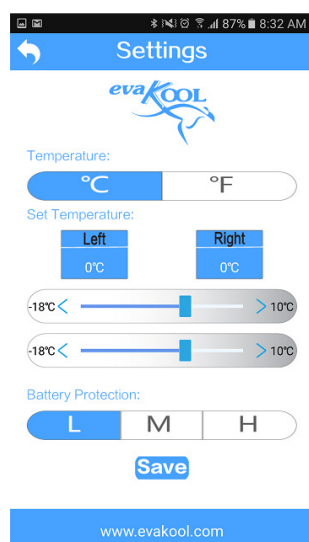 87% 8:32 AM
Settings
evaKOOL
Temperature:
°C °F
Set Temperature:
Left Right
0°C 0°C
-18°C < > 10°C
-18°C < > 10°C
Battery Protection:
L M H
Save
www.evakool.com